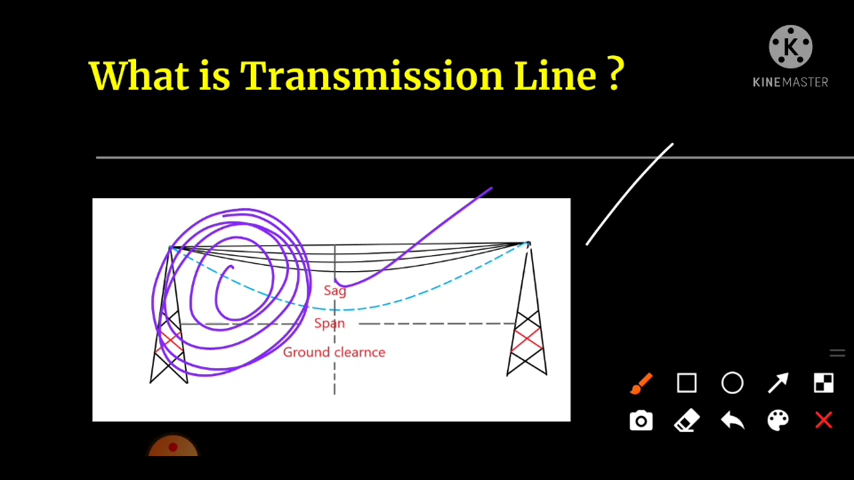 What is Transmission Line ?
K
KINEMASTER
Sag
Span
Ground clearnce